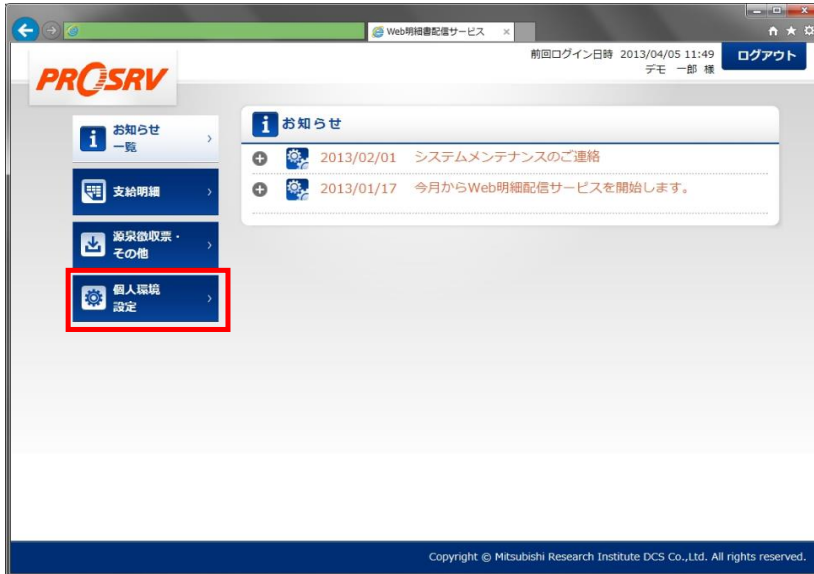 Web明細書配信サービス
前回ログイン日時 2013/04/05 11:49
デモ 一郎 様
ログアウト
PROSRV
お知らせ
一覧
支給明細
源泉徴収票・
その他
個人環境
設定
お知らせ
2013/02/01 システムメンテナンスのご連絡
2013/01/17 今月からWeb明細配信サービスを開始します。
Copyright © Mitsubishi Research Institute DCS Co.,Ltd. All rights reserved.